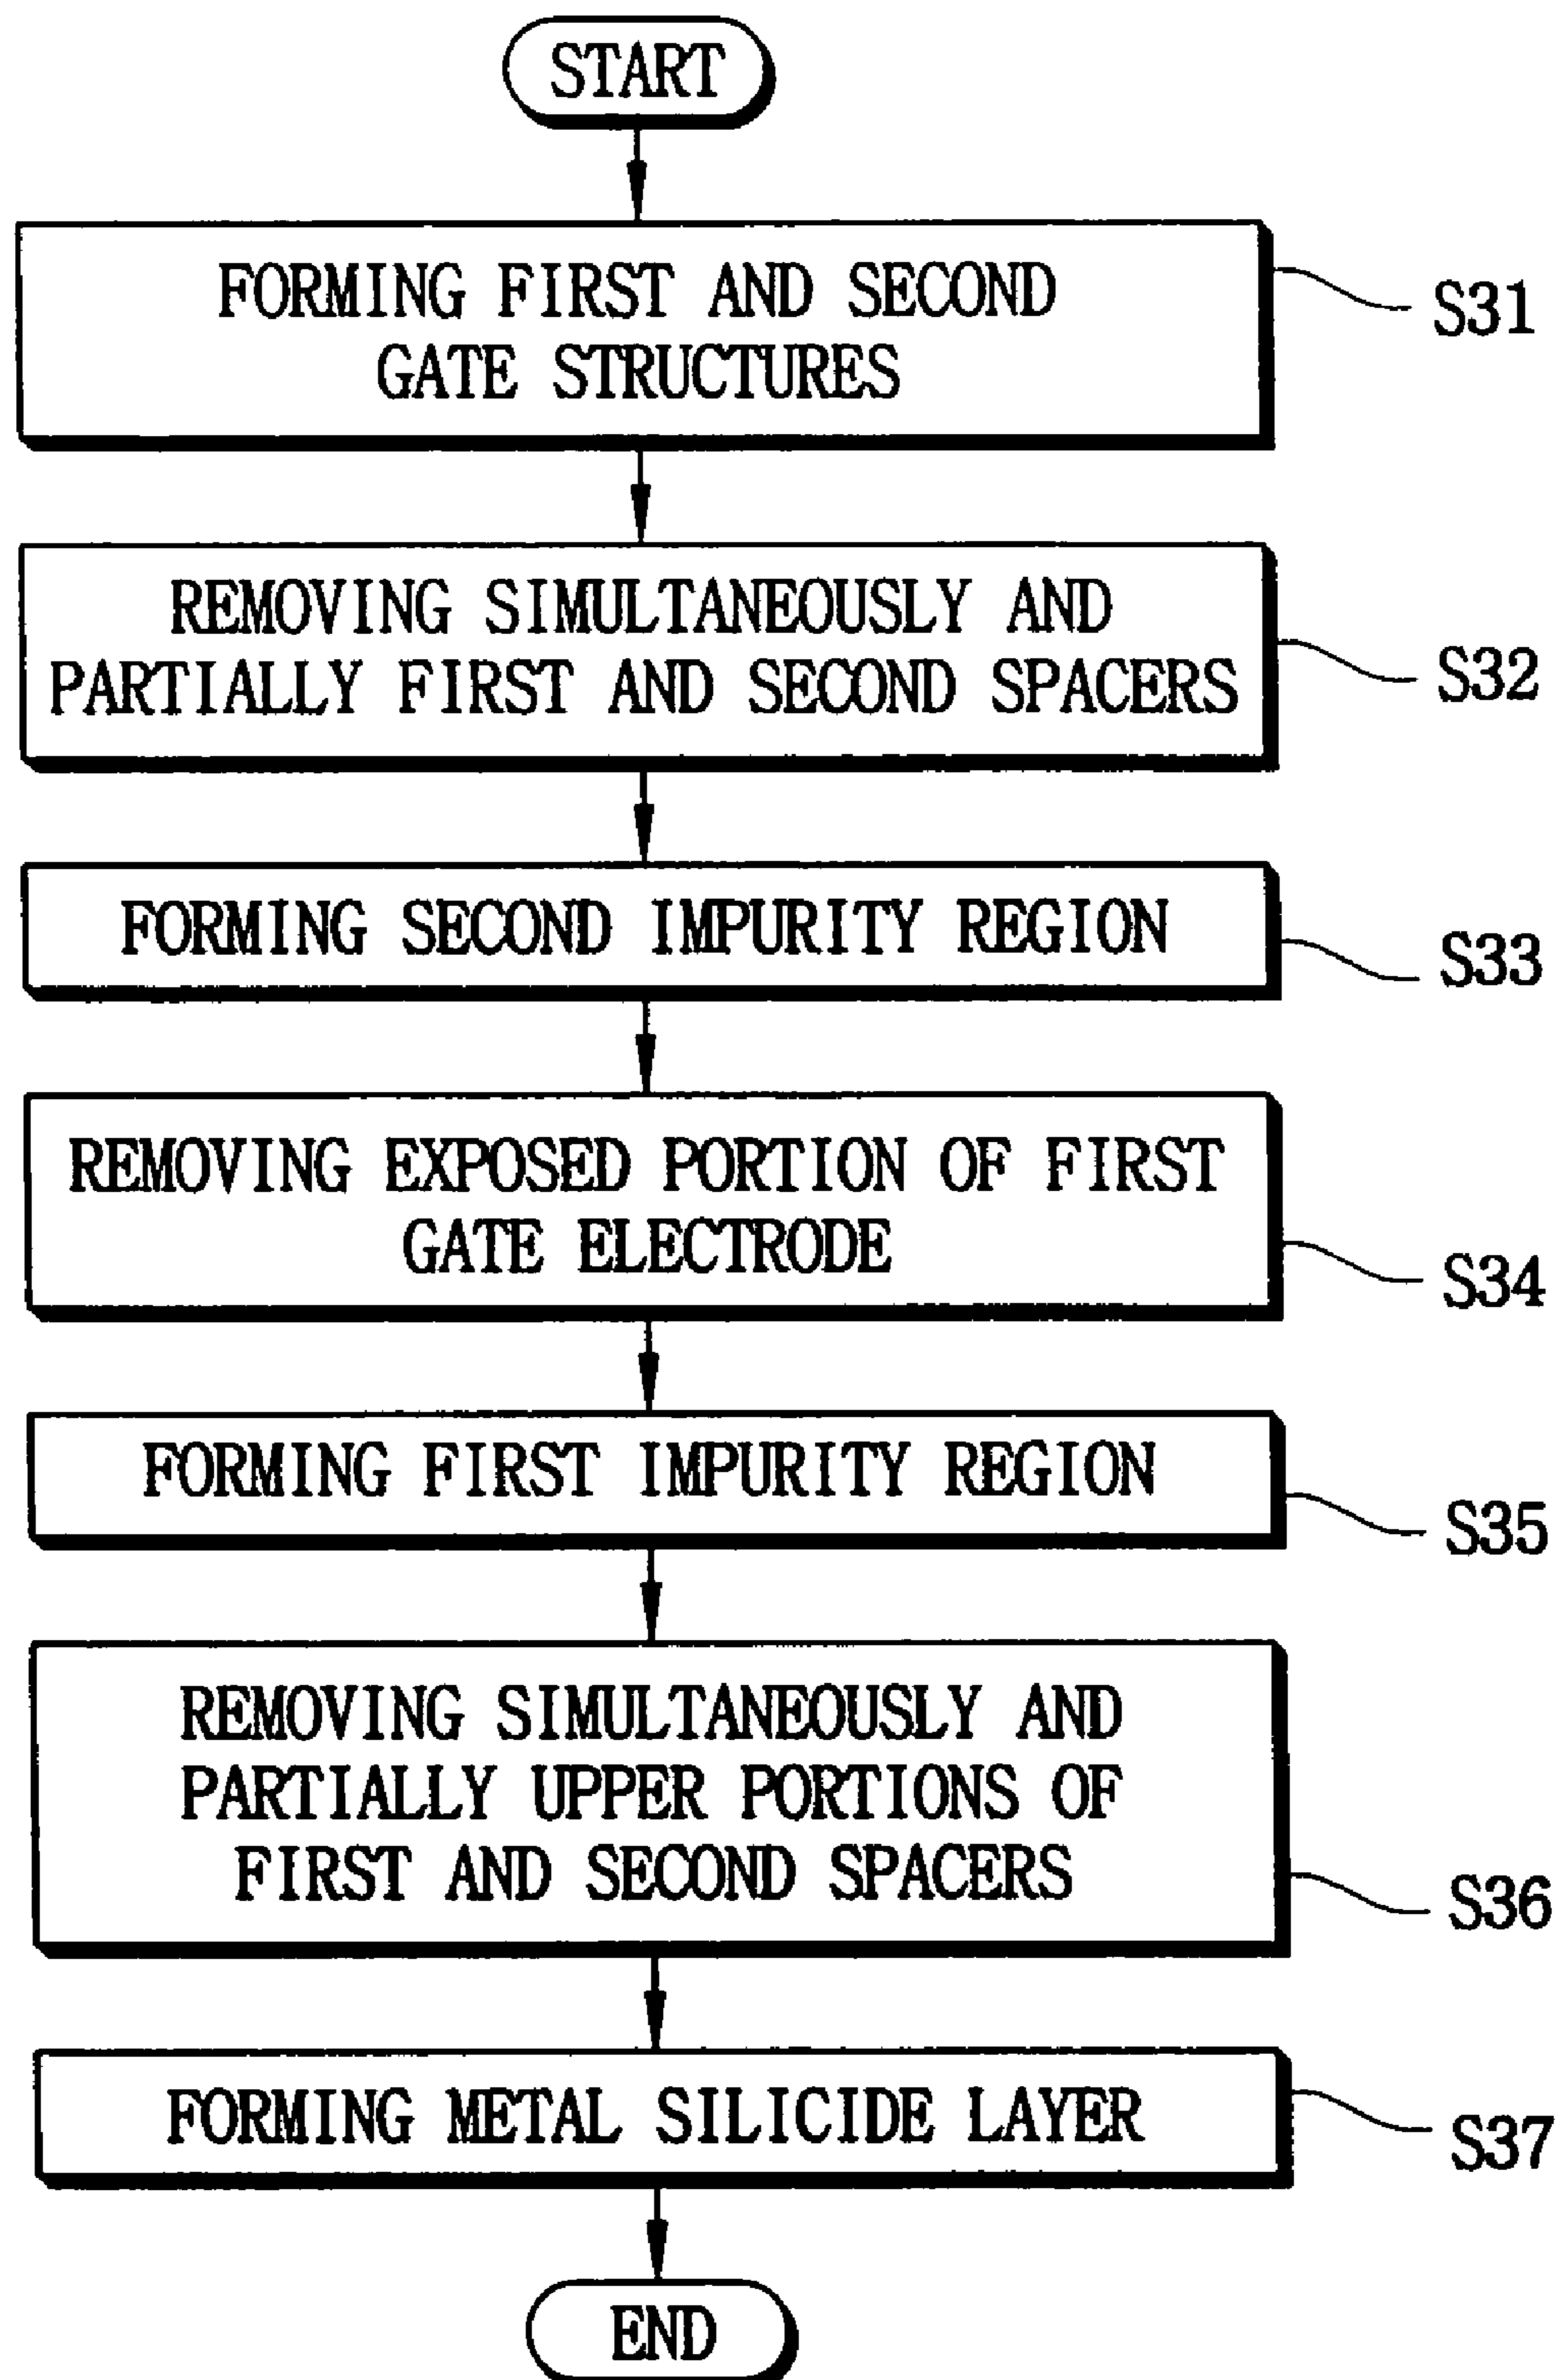 START
FORMING FIRST AND SECOND
GATE STRUCTURES
S31
REMOVING SIMULTANEOUSLY AND
PARTIALLY FIRST AND SECOND SPACERS
S32
FORMING SECOND IMPURITY REGION
S33
REMOVING EXPOSED PORTION OF FIRST
GATE ELECTRODE
S34
FORMING FIRST IMPURITY REGION
S35
REMOVING SIMULTANEOUSLY AND
PARTIALLY UPPER PORTIONS OF
FIRST AND SECOND SPACERS
S36
FORMING METAL SILICIDE LAYER
S37
END